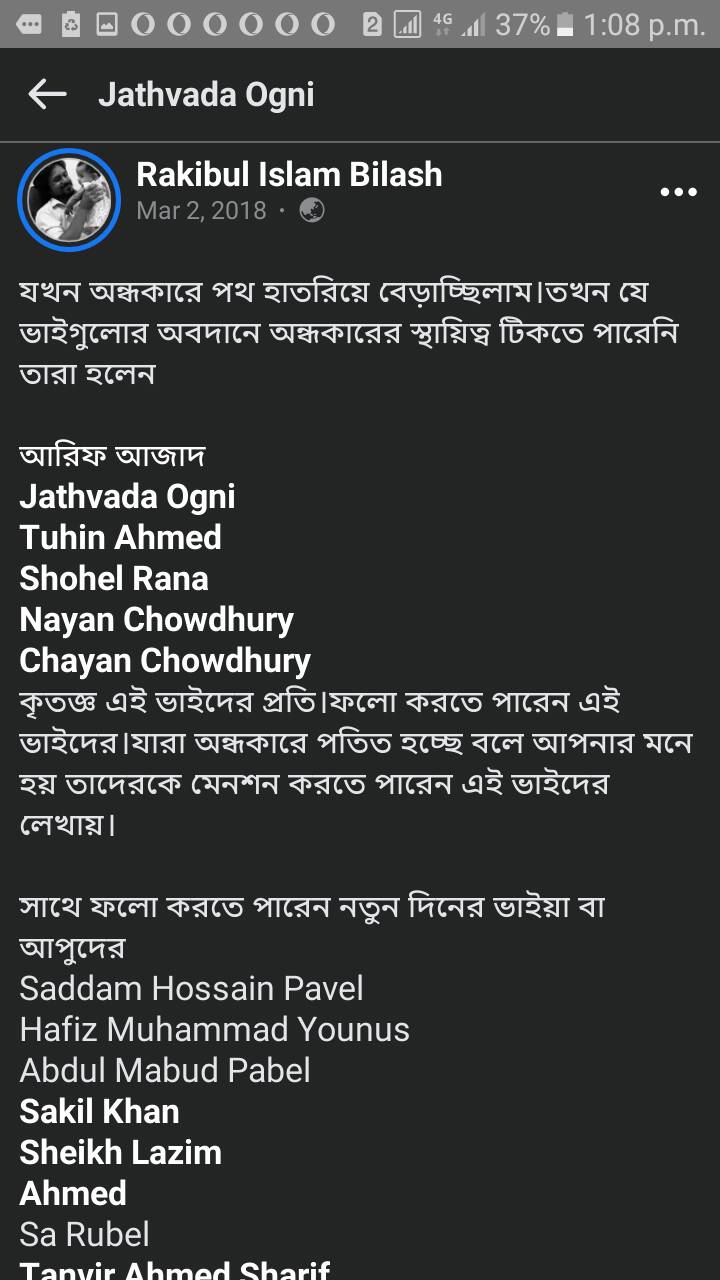 2 4G 37% 1:08 p.m.
Jathvada Ogni
Rakibul Islam Bilash
Mar 2, 2018 ·
যখন অন্ধকারে পথ হাতরিয়ে বেড়াচ্ছিলাম।তখন যে
ভাইগুলোর অবদানে অন্ধকারের স্থায়িত্ব টিকতে পারেনি
তারা হলেন
আরিফ আজাদ
Jathvada Ogni
Tuhin Ahmed
Shohel Rana
Nayan Chowdhury
Chayan Chowdhury
কৃতজ্ঞ এই ভাইদের প্রতি।ফলো করতে পারেন এই
ভাইদের।যারা অন্ধকারে পতিত হচ্ছে বলে আপনার মনে
হয় তাদেরকে মেনশন করতে পারেন এই ভাইদের
লেখায়।
সাথে ফলো করতে পারেন নতুন দিনের ভাইয়া বা
আপুদের
Saddam Hossain Pavel
Hafiz Muhammad Younus
Abdul Mabud Pabel
Sakil Khan
Sheikh Lazim
Ahmed
Sa Rubel
Tanvir Ahmed Sharif